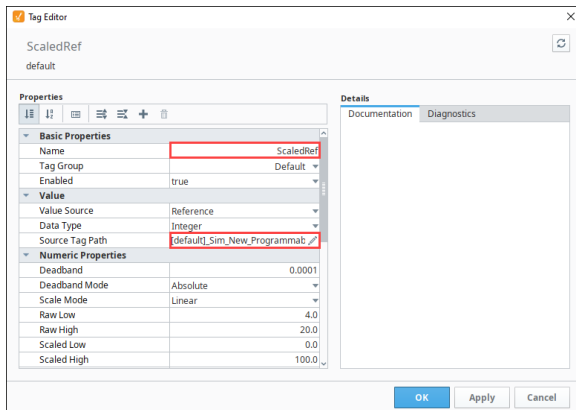 Tag Editor
ScaledRef
default
Properties
Details
Documentation Diagnostics
Basic Properties
Name ScaledRef
Tag Group Default
Enabled true
Value
Value Source Reference
Data Type Integer
Source Tag Path [default]_Sim_New_Programmab
Numeric Properties
Deadband 0.0001
Deadband Mode Absolute
Scale Mode Linear
Raw Low 4.0
Raw High 20.0
Scaled Low 0.0
Scaled High 100.0
OK Apply Cancel